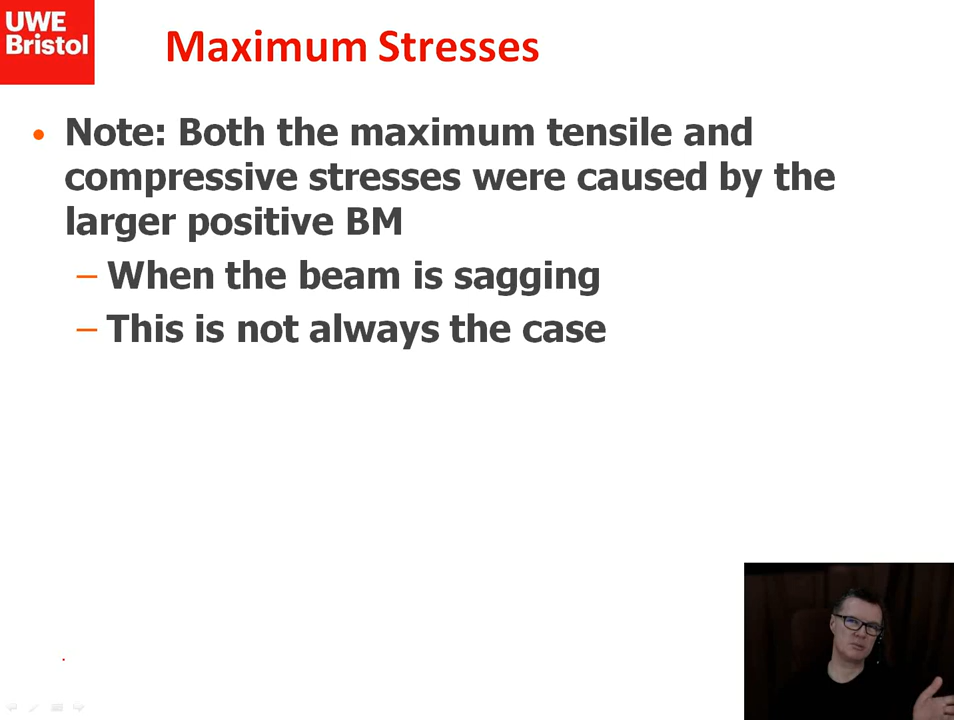 UWE
Bristol
Maximum Stresses
• Note: Both the maximum tensile and
compressive stresses were caused by the
larger positive BM
– When the beam is sagging
– This is not always the case